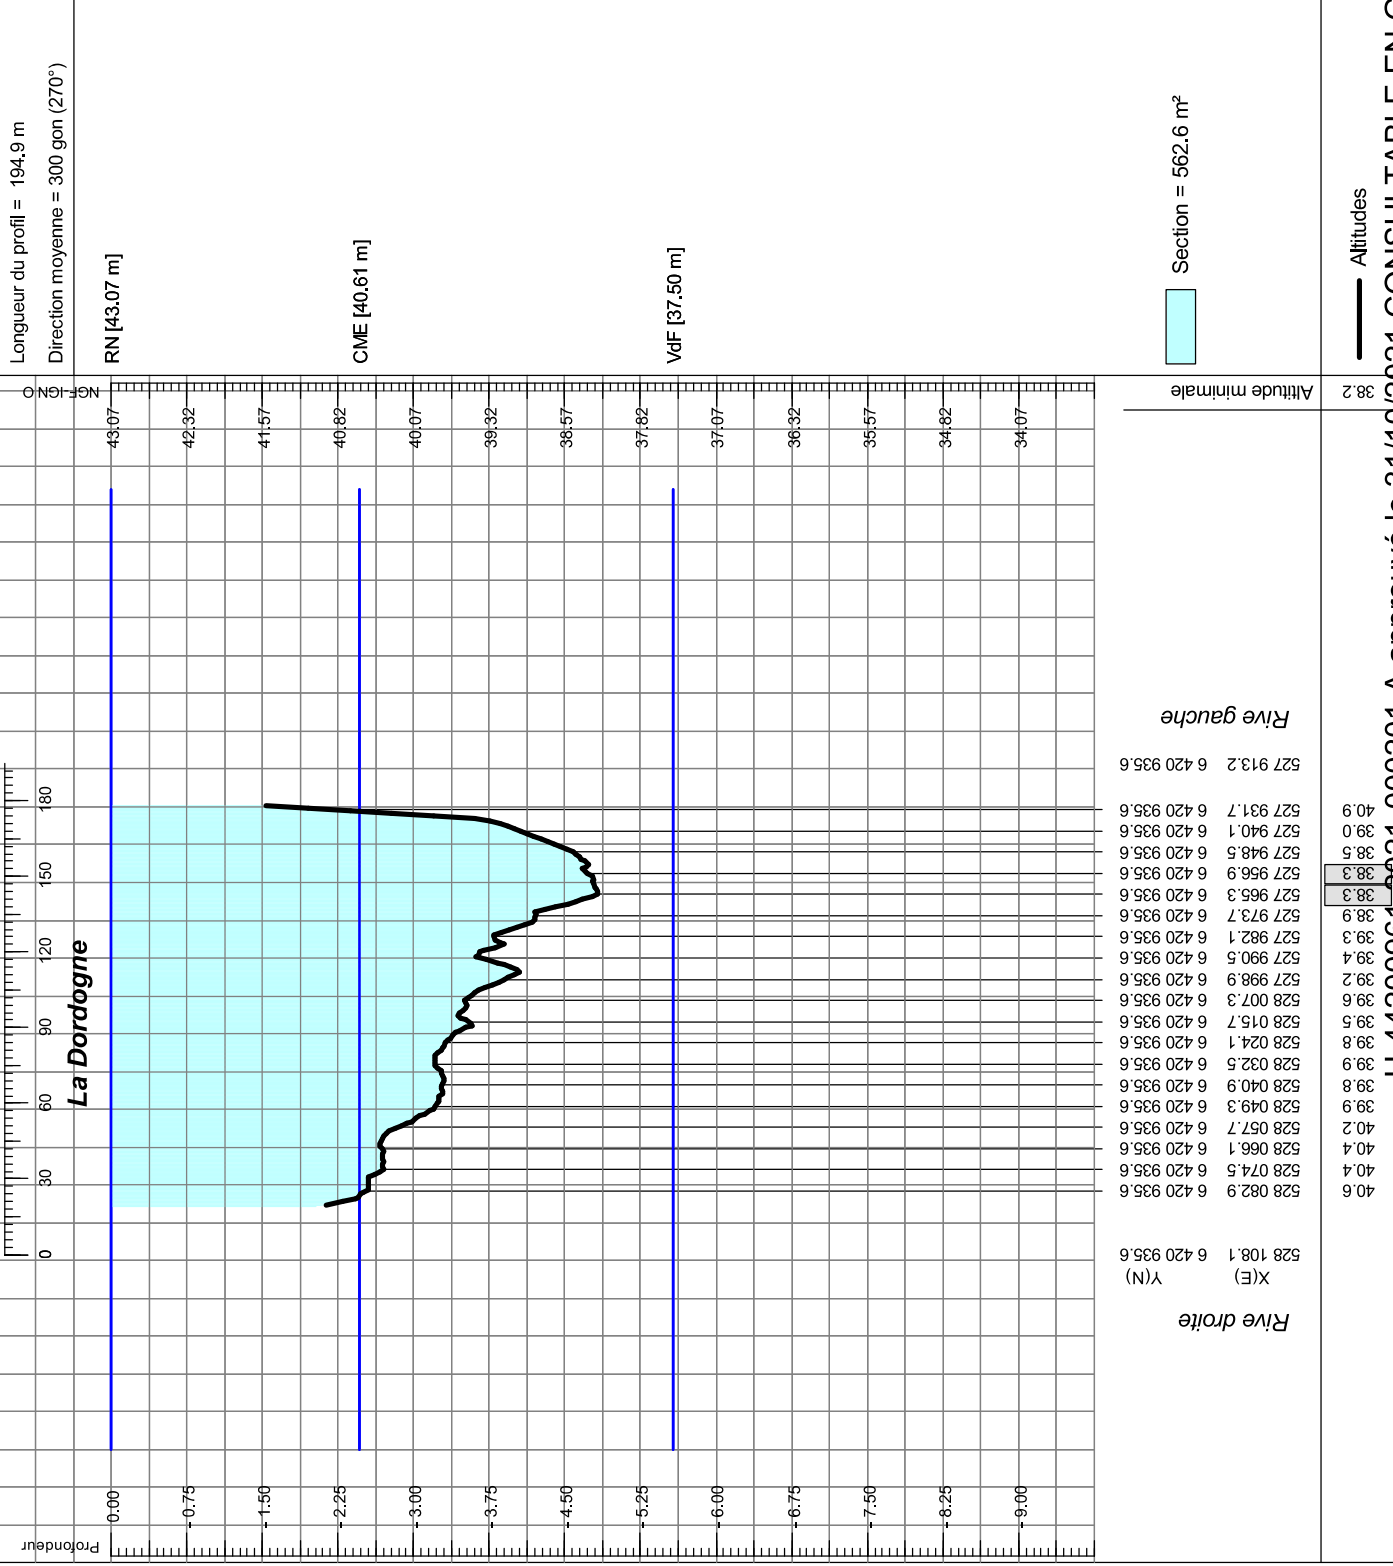 Longueur du profil = 194.9 m
Direction moyenne = 300 gon (270°)
RN [43.07 m]
CME [40.61 m]
VdF [37.50 m]
Section = 562.6 m²
Altitudes
NGF-IGN O
43.07
42.32
41.57
40.82
40.07
39.32
38.57
37.82
37.07
36.32
35.57
34.82
34.07
Altitude minimale
38.2
La Dordogne
0
30
60
90
120
150
180
Profondeur
0.00
-0.75
-1.50
-2.25
-3.00
-3.75
-4.50
-5.25
-6.00
-6.75
-7.50
-8.25
-9.00
Rive gauche
527 913.2 6 420 935.6
527 931.7 6 420 935.6 40.9
527 940.1 6 420 935.6 39.0
527 948.5 6 420 935.6 38.5
527 956.9 6 420 935.6 38.3
527 965.3 6 420 935.6 38.3
527 973.7 6 420 935.6 38.9
527 982.1 6 420 935.6 39.3
527 990.5 6 420 935.6 39.4
527 998.9 6 420 935.6 39.2
528 007.3 6 420 935.6 39.6
528 015.7 6 420 935.6 39.5
528 024.1 6 420 935.6 39.8
528 032.5 6 420 935.6 39.9
528 040.9 6 420 935.6 39.8
528 049.3 6 420 935.6 39.9
528 057.7 6 420 935.6 40.2
528 066.1 6 420 935.6 40.4
528 074.5 6 420 935.6 40.4
528 082.9 6 420 935.6 40.6
528 108.1 6 420 935.6
X(E) Y(N)
Rive droite